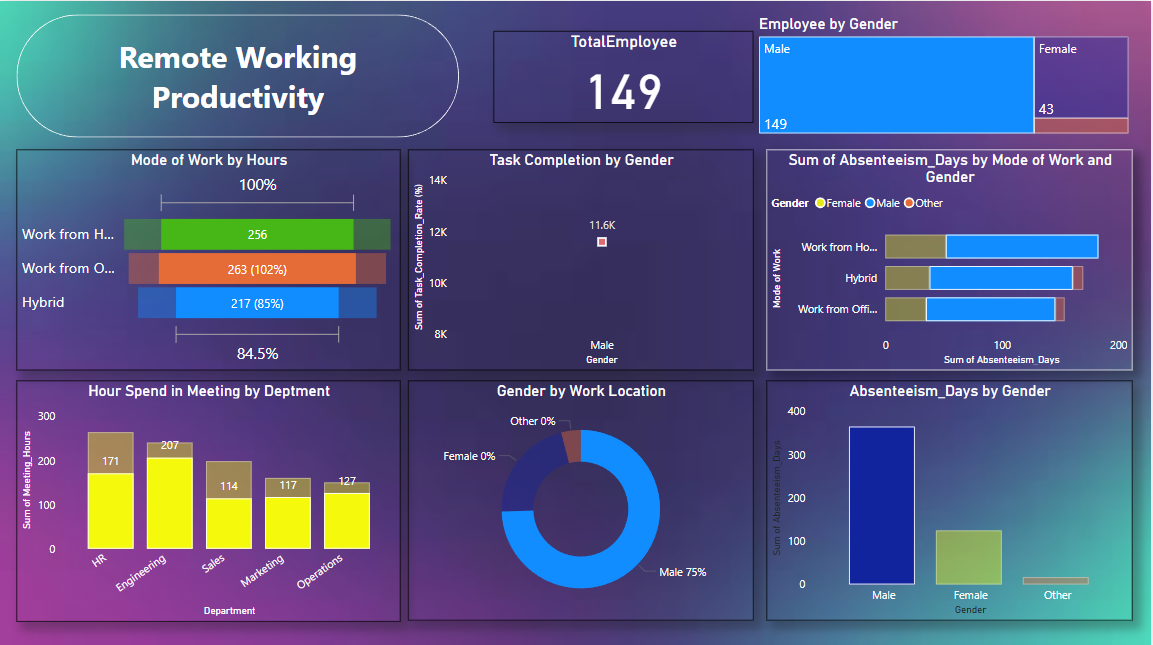 Remote Working
Productivity
TotalEmployee
149
Employee by Gender
Male
149
Female
43
Mode of Work by Hours
100%
Work from H...
256
Work from O...
263 (102%)
Hybrid
217 (85%)
84.5%
Task Completion by Gender
Sum of Task_Completion_Rate (%)
14K
12K
10K
8K
11.6K
Male
Gender
Sum of Absenteeism_Days by Mode of Work and
Gender
Gender Female Male Other
Mode of Work
Work from Ho...
Hybrid
Work from Offi...
0 100 200
Sum of Absenteeism_Days
Hour Spend in Meeting by Deptment
Sum of Meeting_Hours
300
200
100
0
171
207
114
117
127
HR
Engineering
Sales
Marketing
Operations
Department
Gender by Work Location
Other 0%
Female 0%
Male 75%
Absenteeism_Days by Gender
Sum of Absenteeism_Days
400
300
200
100
0
Male Female Other
Gender